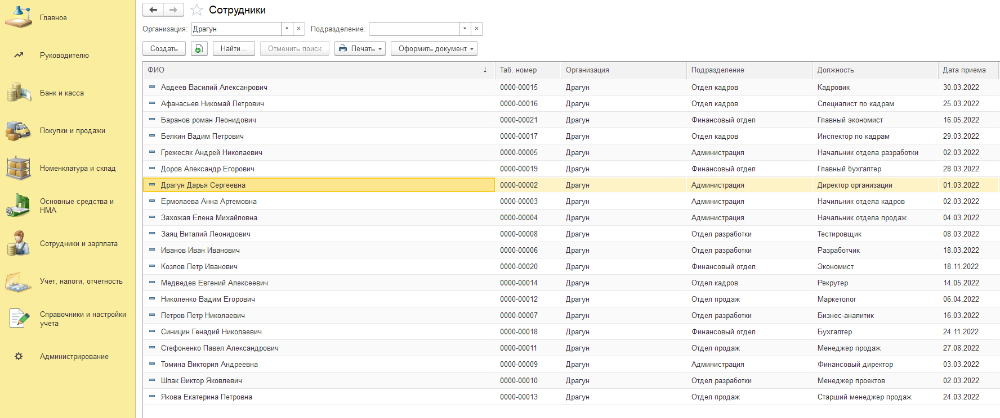 Главное
Руководителю
Банк и касса
Покупки и продажи
Номенклатура и склад
Основные средства и
НМА
Сотрудники и зарплата
Учет, налоги, отчетность
Справочники и настройки
учета
Администрирование
Сотрудники
Организация: Драгун Подразделение:
Создать Найти... Отменить поиск Печать Оформить документ
ФИО ↓ Таб. номер Организация Подразделение Должность Дата приема
Авдеев Василий Алексанрович 0000-00015 Драгун Отдел кадров Кадровик 30.03.2022
Афанасьев Никомай Петрович 0000-00016 Драгун Отдел кадров Специалист по кадрам 25.03.2022
Баранов роман Леонидович 0000-00021 Драгун Финансовый отдел Главный экономист 16.05.2022
Белкин Вадим Петрович 0000-00017 Драгун Отдел кадров Инспектор по кадрам 29.03.2022
Грежесяк Андрей Николаевич 0000-00005 Драгун Администрация Начальник отдела разработки 02.03.2022
Доров Александр Егорович 0000-00019 Драгун Финансовый отдел Главный бухгалтер 28.03.2022
Драгун Дарья Сергеевна 0000-00002 Драгун Администрация Директор организации 01.03.2022
Ермолаева Анна Артемовна 0000-00003 Драгун Администрация Начильник отдела кадров 02.03.2022
Захожая Елена Михайловна 0000-00004 Драгун Администрация Начальник отдела продаж 04.03.2022
Заяц Виталий Леонидович 0000-00008 Драгун Отдел разработки Тестировщик 08.03.2022
Иванов Иван Иванович 0000-00006 Драгун Отдел разработки Разработчик 18.03.2022
Козлов Петр Иванович 0000-00020 Драгун Финансовый отдел Экономист 18.11.2022
Медведев Евгений Алексеевич 0000-00014 Драгун Отдел кадров Рекрутер 14.05.2022
Николенко Вадим Егорович 0000-00012 Драгун Отдел продаж Маркетолог 06.04.2022
Петров Петр Николаевич 0000-00007 Драгун Отдел разработки Бизнес-аналитик 16.03.2022
Синицин Генадий Николаевич 0000-00018 Драгун Финансовый отдел Бухгалтер 24.11.2022
Стефоненко Павел Александрович 0000-00011 Драгун Отдел продаж Менеджер продаж 27.08.2022
Томина Виктория Андреевна 0000-00009 Драгун Администрация Финансовый директор 03.03.2022
Шпак Виктор Яковлевич 0000-00010 Драгун Отдел разработки Менеджер проектов 02.03.2022
Якова Екатерина Петровна 0000-00013 Драгун Отдел продаж Старший менеджер продаж 24.03.2022